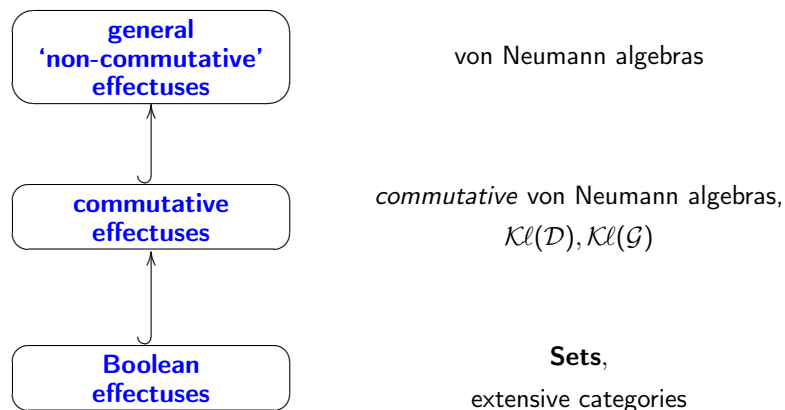 general
‘non-commutative’
effectuses
von Neumann algebras
commutative
effectuses
commutative von Neumann algebras,
𝒦ℓ(𝒟), 𝒦ℓ(𝒢)
Boolean
effectuses
Sets,
extensive categories